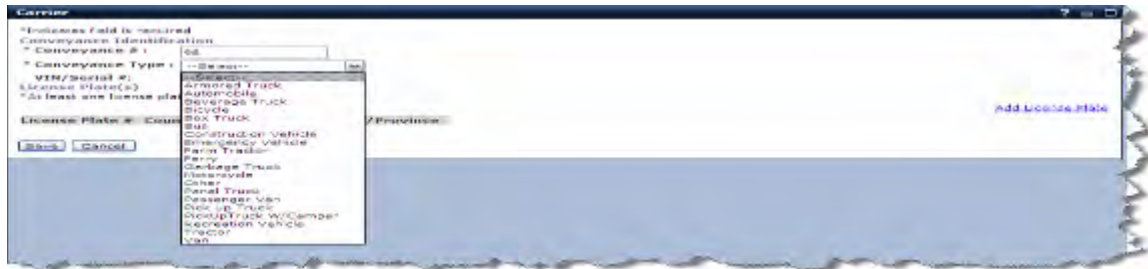 Carrier ?
*Indicates field is required
Conveyance Identification
* Conveyance # :
* Conveyance Type : --Select--
VIN/Serial #:
License Plate(s)
*At least one license pla
Add License Plate
License Plate # Coun /Province
Save Cancel
--Select--
Armored Truck
Automobile
Beverage Truck
Bicycle
Box Truck
Bus
Construction Vehicle
Emergency Vehicle
Farm Tractor
Ferry
Garbage Truck
Motorcycle
Other
Panel Truck
Passenger Van
Pick up Truck
PickUpTruck W/Camper
Recreation Vehicle
Tractor
Van